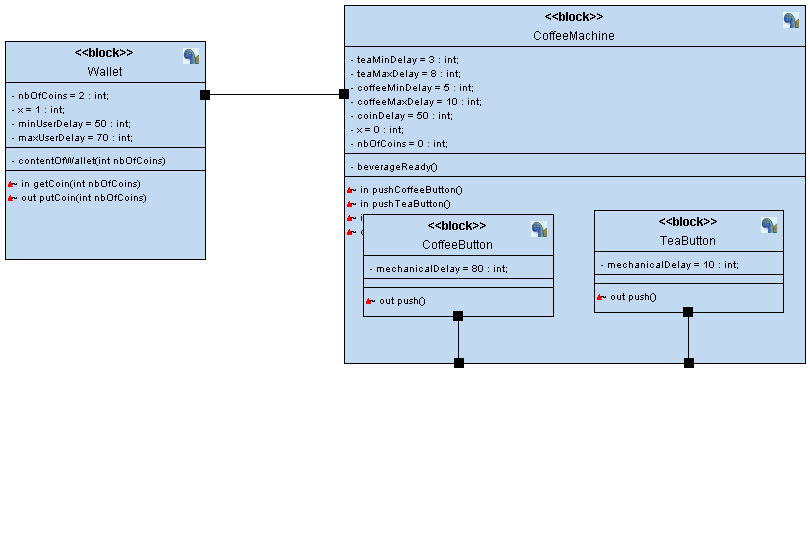 <<block>>
Wallet
- nbOfCoins = 2 : int;
- x = 1 : int;
- minUserDelay = 50 : int;
- maxUserDelay = 70 : int;
- contentOfWallet(int nbOfCoins)
in getCoin(int nbOfCoins)
out putCoin(int nbOfCoins)
<<block>>
CoffeeMachine
- teaMinDelay = 3 : int;
- teaMaxDelay = 8 : int;
- coffeeMinDelay = 5 : int;
- coffeeMaxDelay = 10 : int;
- coinDelay = 50 : int;
- x = 0 : int;
- nbOfCoins = 0 : int;
- beverageReady()
in pushCoffeeButton()
in pushTeaButton()
<<block>>
CoffeeButton
- mechanicalDelay = 80 : int;
out push()
<<block>>
TeaButton
- mechanicalDelay = 10 : int;
out push()